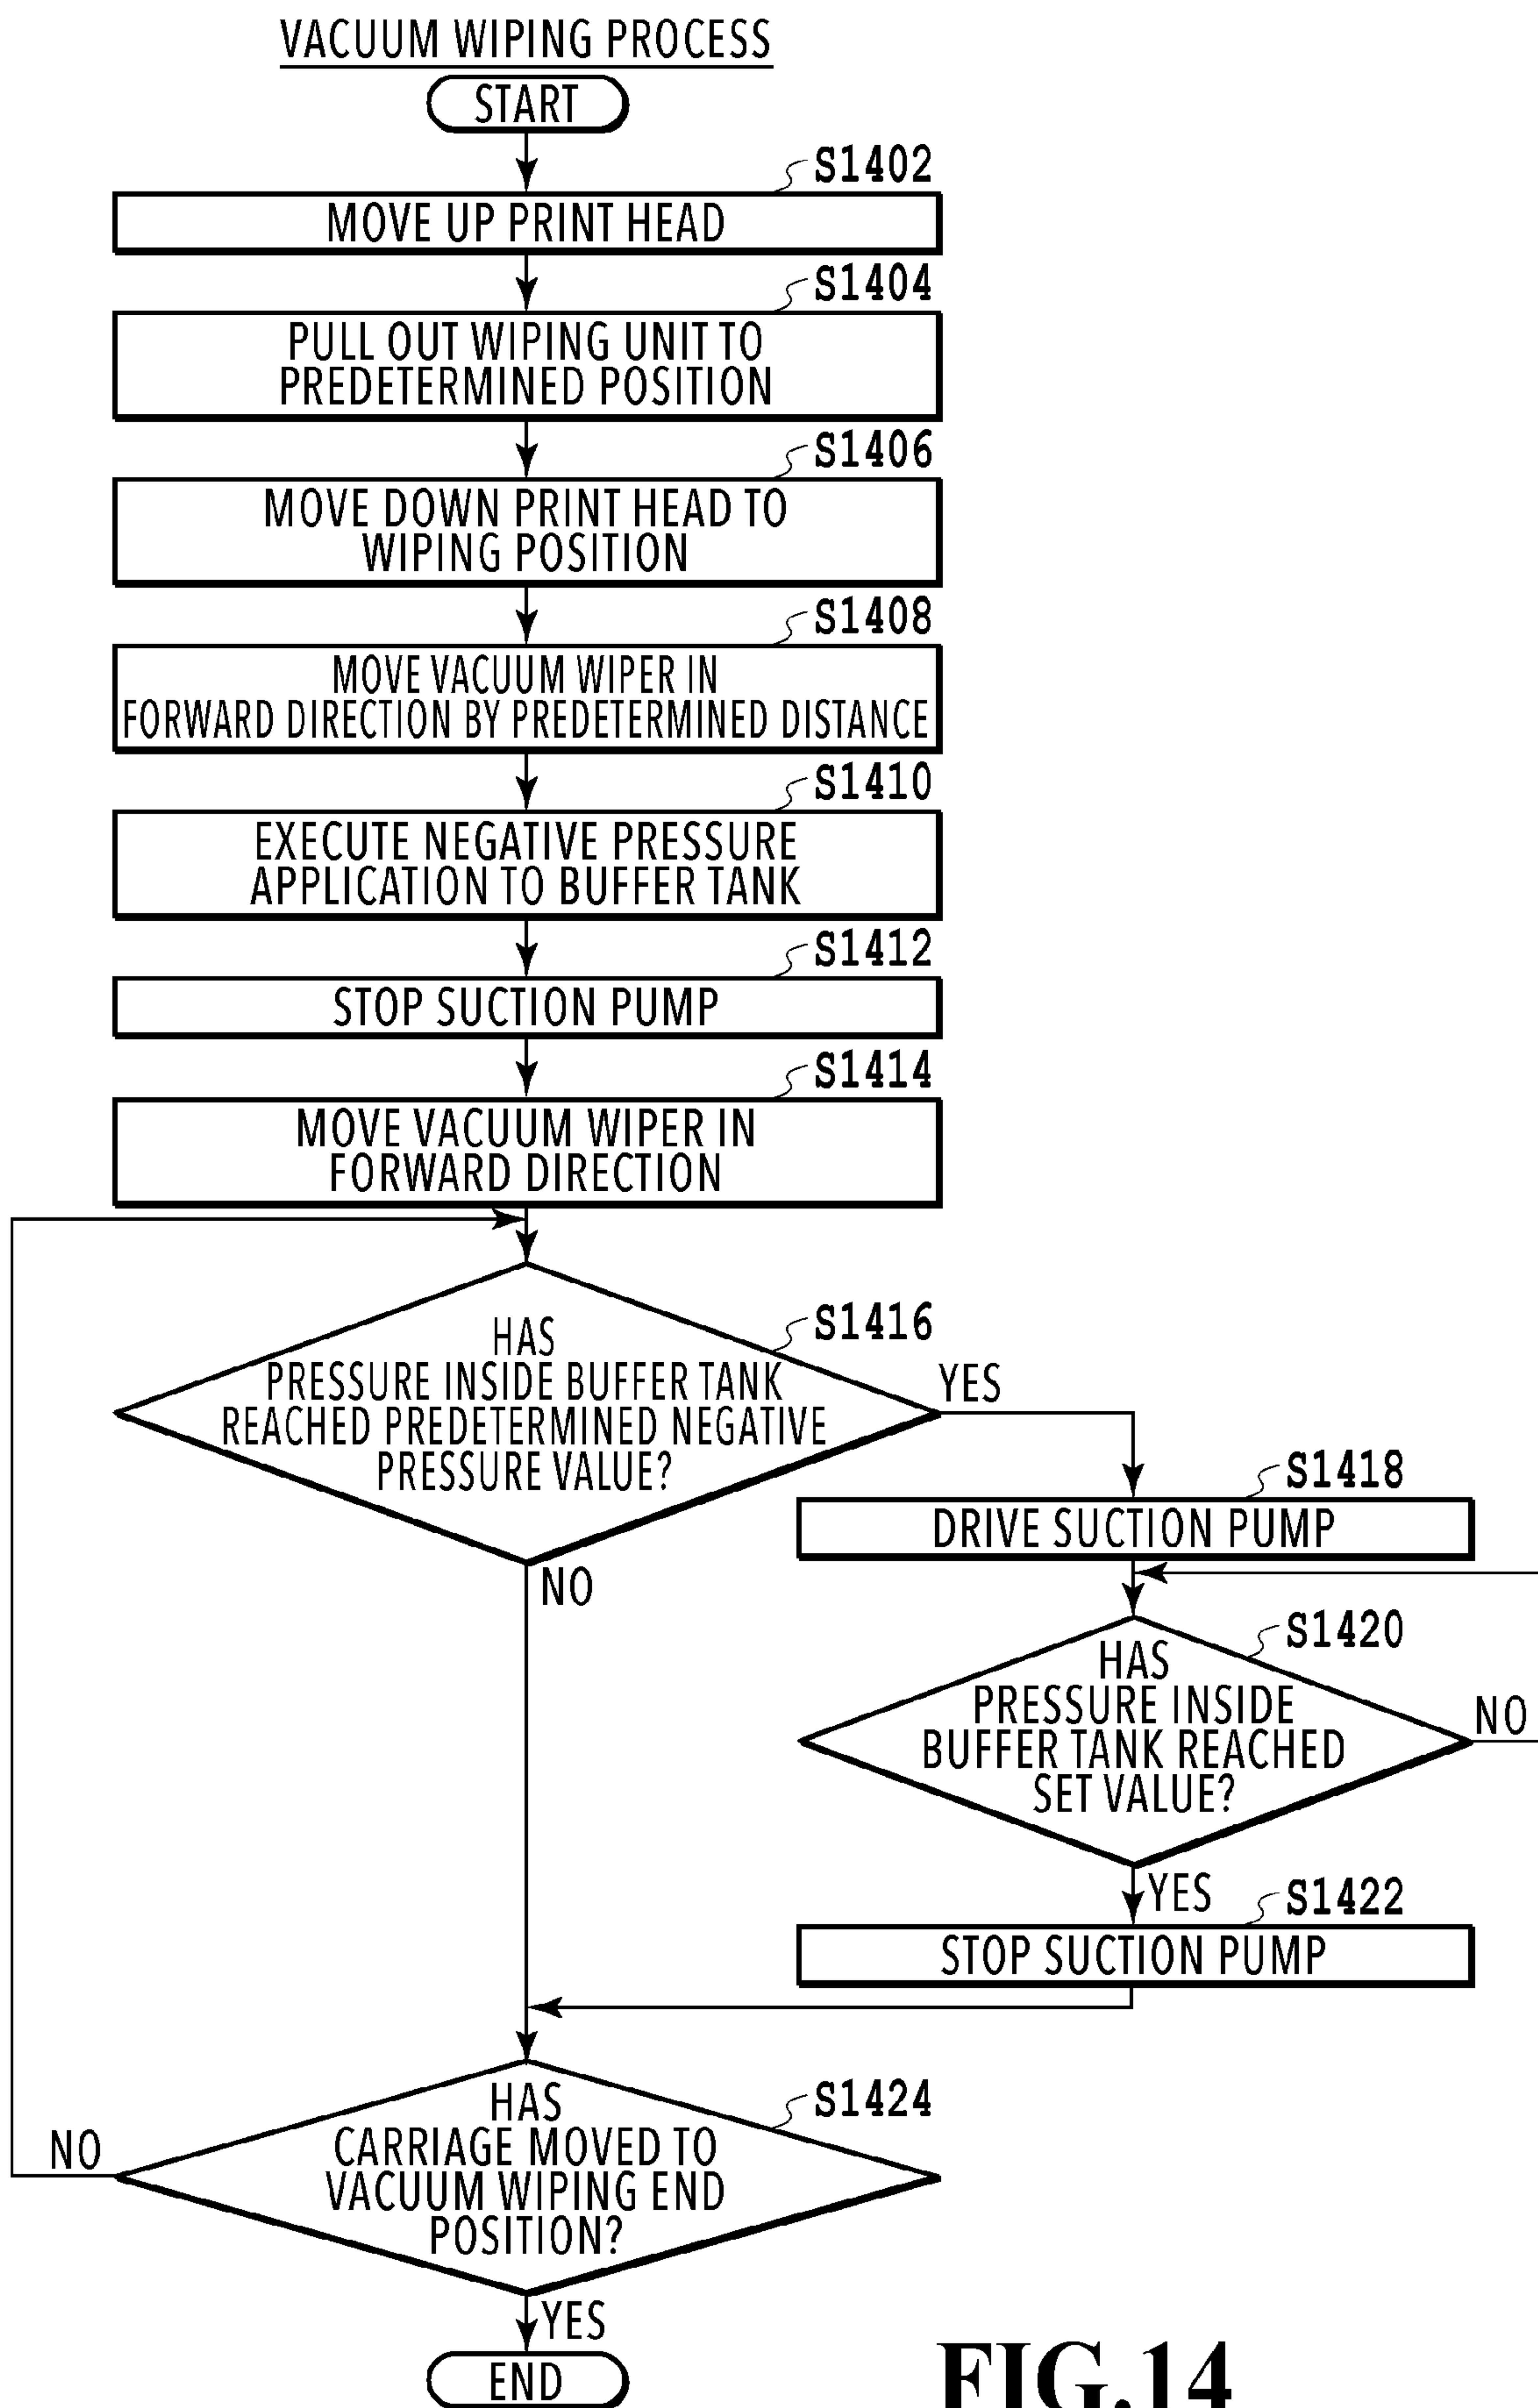 VACUUM WIPING PROCESS
START
S1402
MOVE UP PRINT HEAD
S1404
PULL OUT WIPING UNIT TO
PREDETERMINED POSITION
S1406
MOVE DOWN PRINT HEAD TO
WIPING POSITION
S1408
MOVE VACUUM WIPER IN
FORWARD DIRECTION BY PREDETERMINED DISTANCE
S1410
EXECUTE NEGATIVE PRESSURE
APPLICATION TO BUFFER TANK
S1412
STOP SUCTION PUMP
S1414
MOVE VACUUM WIPER IN
FORWARD DIRECTION
S1416
HAS
PRESSURE INSIDE BUFFER TANK
REACHED PREDETERMINED NEGATIVE
PRESSURE VALUE?
YES
NO
S1418
DRIVE SUCTION PUMP
S1420
HAS
PRESSURE INSIDE
BUFFER TANK REACHED
SET VALUE?
NO
YES
S1422
STOP SUCTION PUMP
S1424
HAS
CARRIAGE MOVED TO
VACUUM WIPING END
POSITION?
NO
YES
END
FIG.14